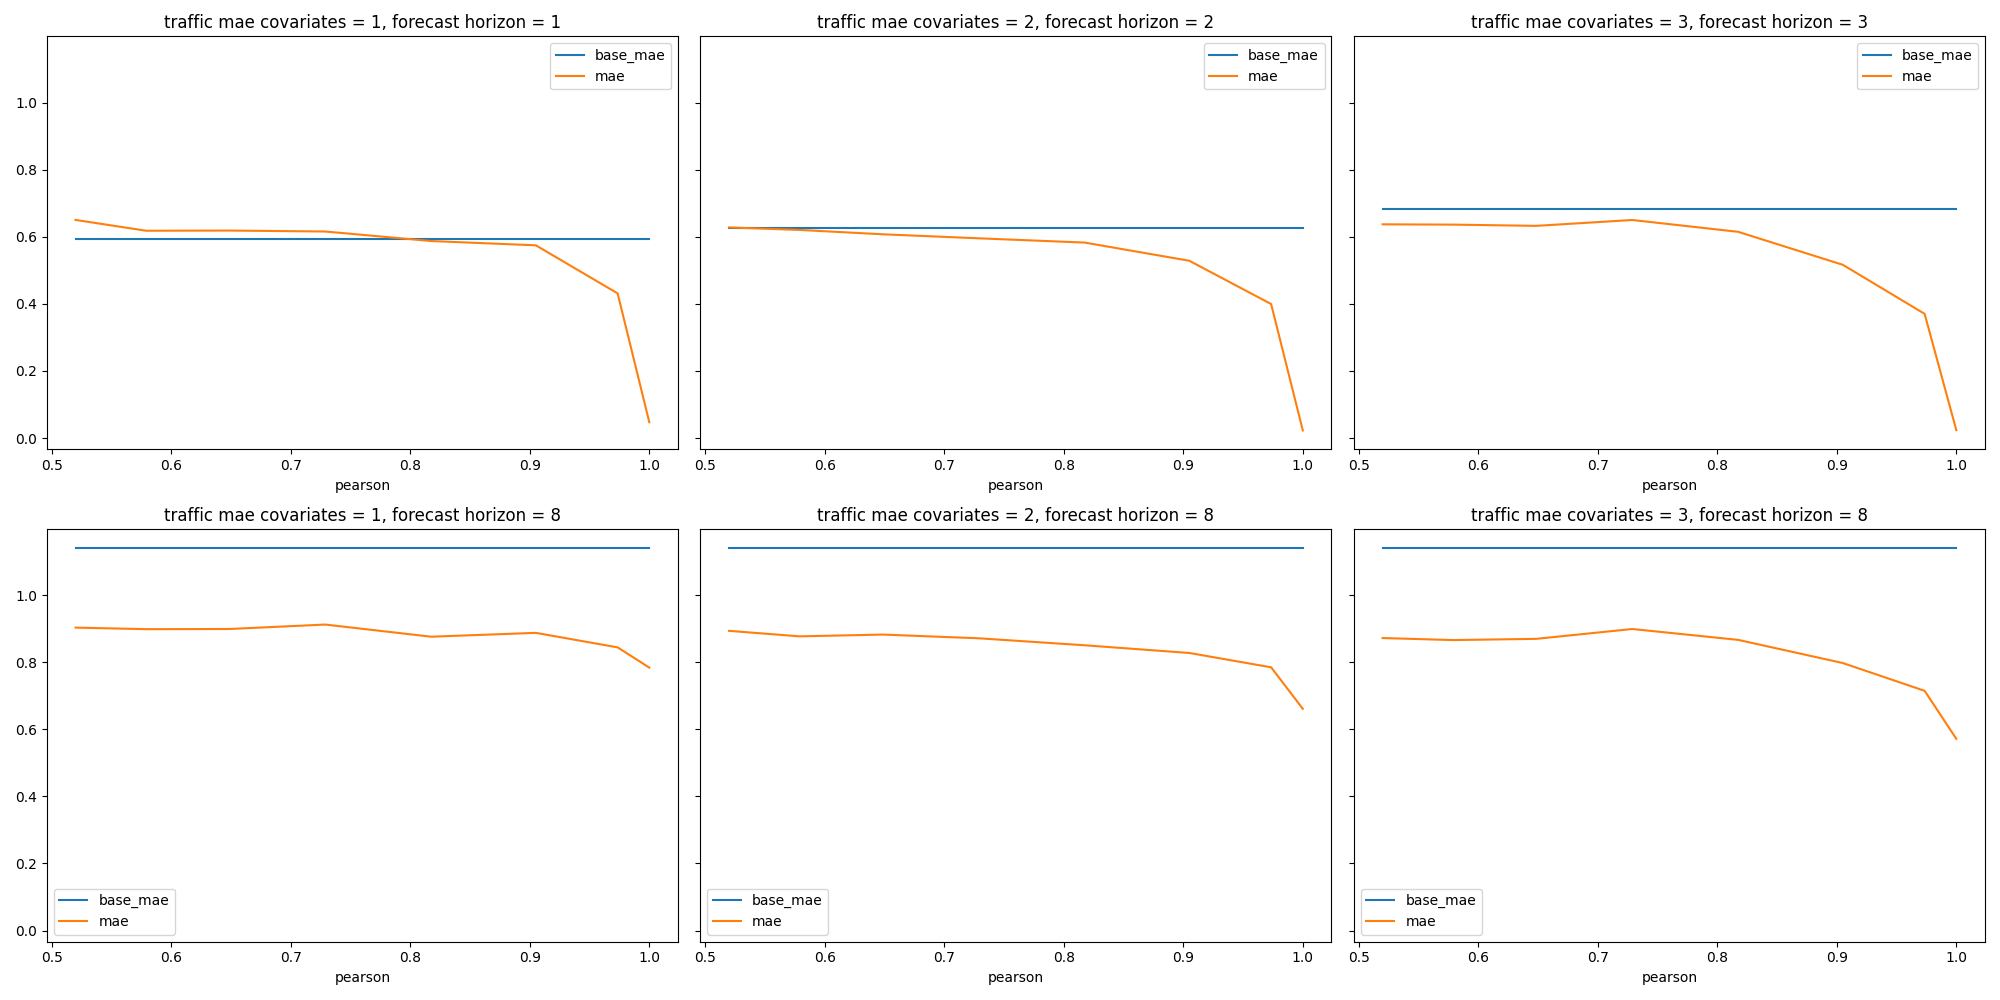 traffic mae covariates = 1, forecast horizon = 1
base_mae
mae
1.0
0.8
0.6
0.4
0.2
0.0
0.5 0.6 0.7 0.8 0.9 1.0
pearson
traffic mae covariates = 2, forecast horizon = 2
base_mae
mae
0.5 0.6 0.7 0.8 0.9 1.0
pearson
traffic mae covariates = 3, forecast horizon = 3
base_mae
mae
0.5 0.6 0.7 0.8 0.9 1.0
pearson
traffic mae covariates = 1, forecast horizon = 8
1.0
0.8
0.6
0.4
0.2
0.0
base_mae
mae
0.5 0.6 0.7 0.8 0.9 1.0
pearson
traffic mae covariates = 2, forecast horizon = 8
base_mae
mae
0.5 0.6 0.7 0.8 0.9 1.0
pearson
traffic mae covariates = 3, forecast horizon = 8
base_mae
mae
0.5 0.6 0.7 0.8 0.9 1.0
pearson